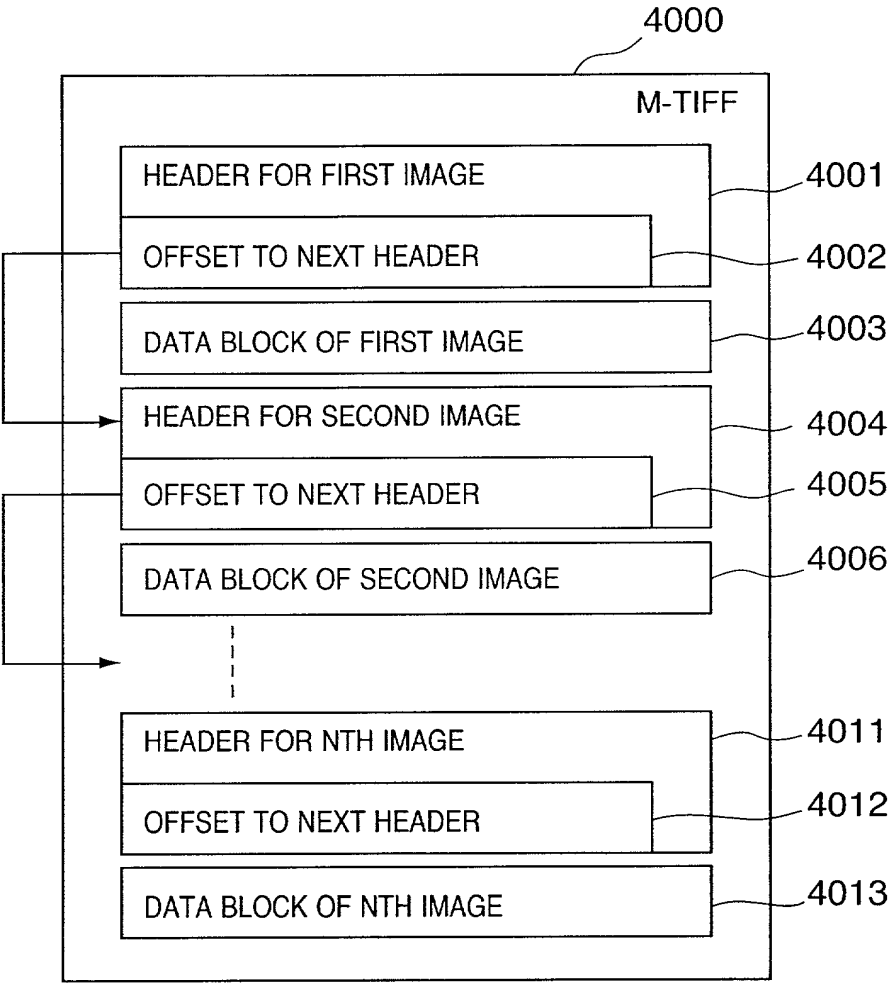 4000
M-TIFF
HEADER FOR FIRST IMAGE
4001
OFFSET TO NEXT HEADER
4002
DATA BLOCK OF FIRST IMAGE
4003
HEADER FOR SECOND IMAGE
4004
OFFSET TO NEXT HEADER
4005
DATA BLOCK OF SECOND IMAGE
4006
HEADER FOR NTH IMAGE
4011
OFFSET TO NEXT HEADER
4012
DATA BLOCK OF NTH IMAGE
4013